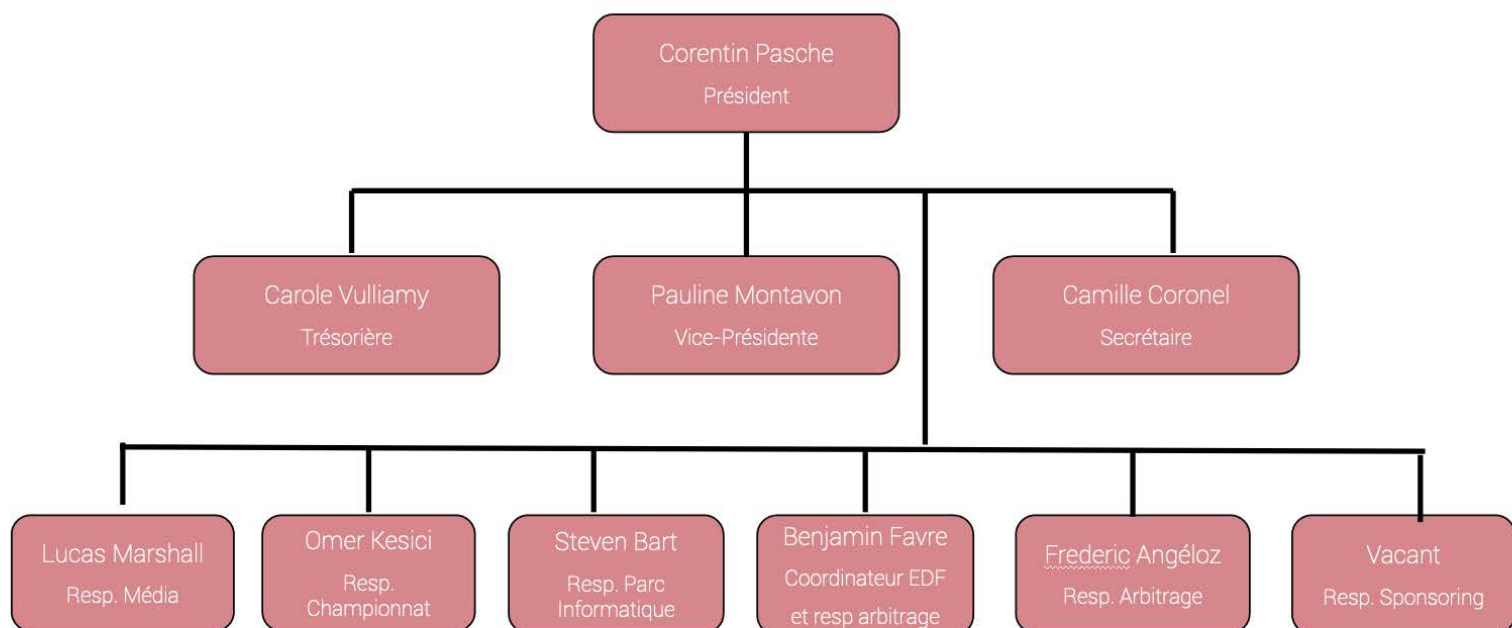 Corentin Pasche
Président
Carole Vulliamy
Trésorière
Pauline Montavon
Vice-Présidente
Camille Coronel
Secrétaire
Lucas Marshall
Resp. Média
Omer Kesici
Resp.
Championnat
Steven Bart
Resp. Parc
Informatique
Benjamin Favre
Coordinateur EDF
et resp arbitrage
Frederic Angéloz
Resp. Arbitrage
Vacant
Resp. Sponsoring